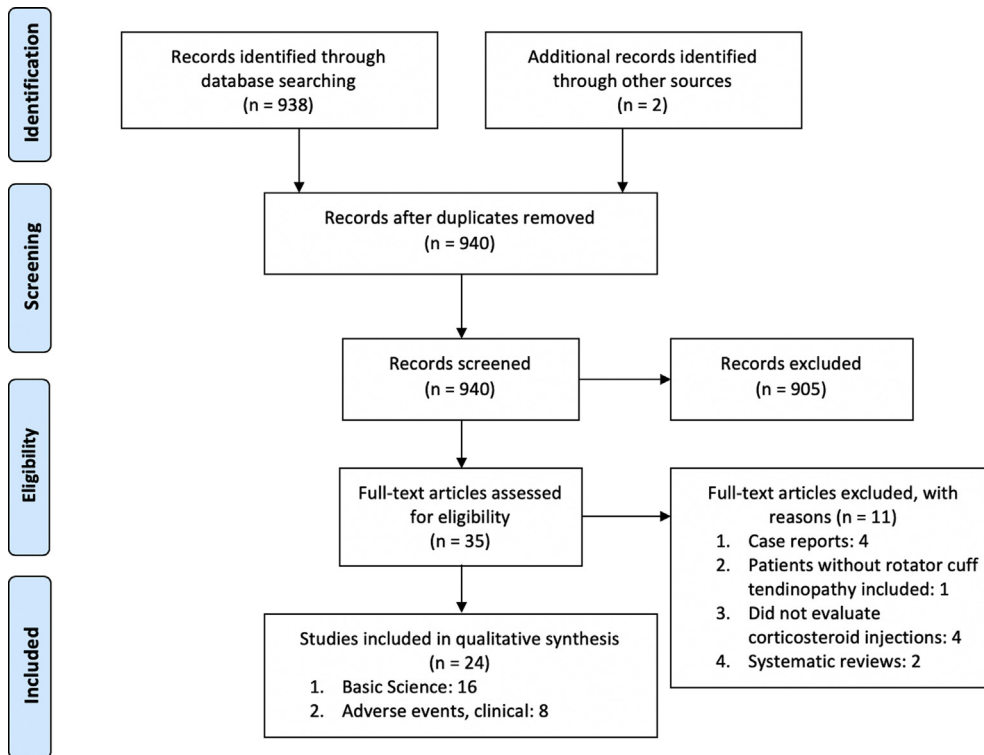 Identification
Records identified through
database searching
(n = 938)
Additional records identified
through other sources
(n = 2)
Screening
Records after duplicates removed
(n = 940)
Records screened
(n = 940)
Records excluded
(n = 905)
Eligibility
Full-text articles assessed
for eligibility
(n = 35)
Full-text articles excluded, with
reasons (n = 11)
1. Case reports: 4
2. Patients without rotator cuff
tendinopathy included: 1
3. Did not evaluate
corticosteroid injections: 4
4. Systematic reviews: 2
Included
Studies included in qualitative synthesis
(n = 24)
1. Basic Science: 16
2. Adverse events, clinical: 8